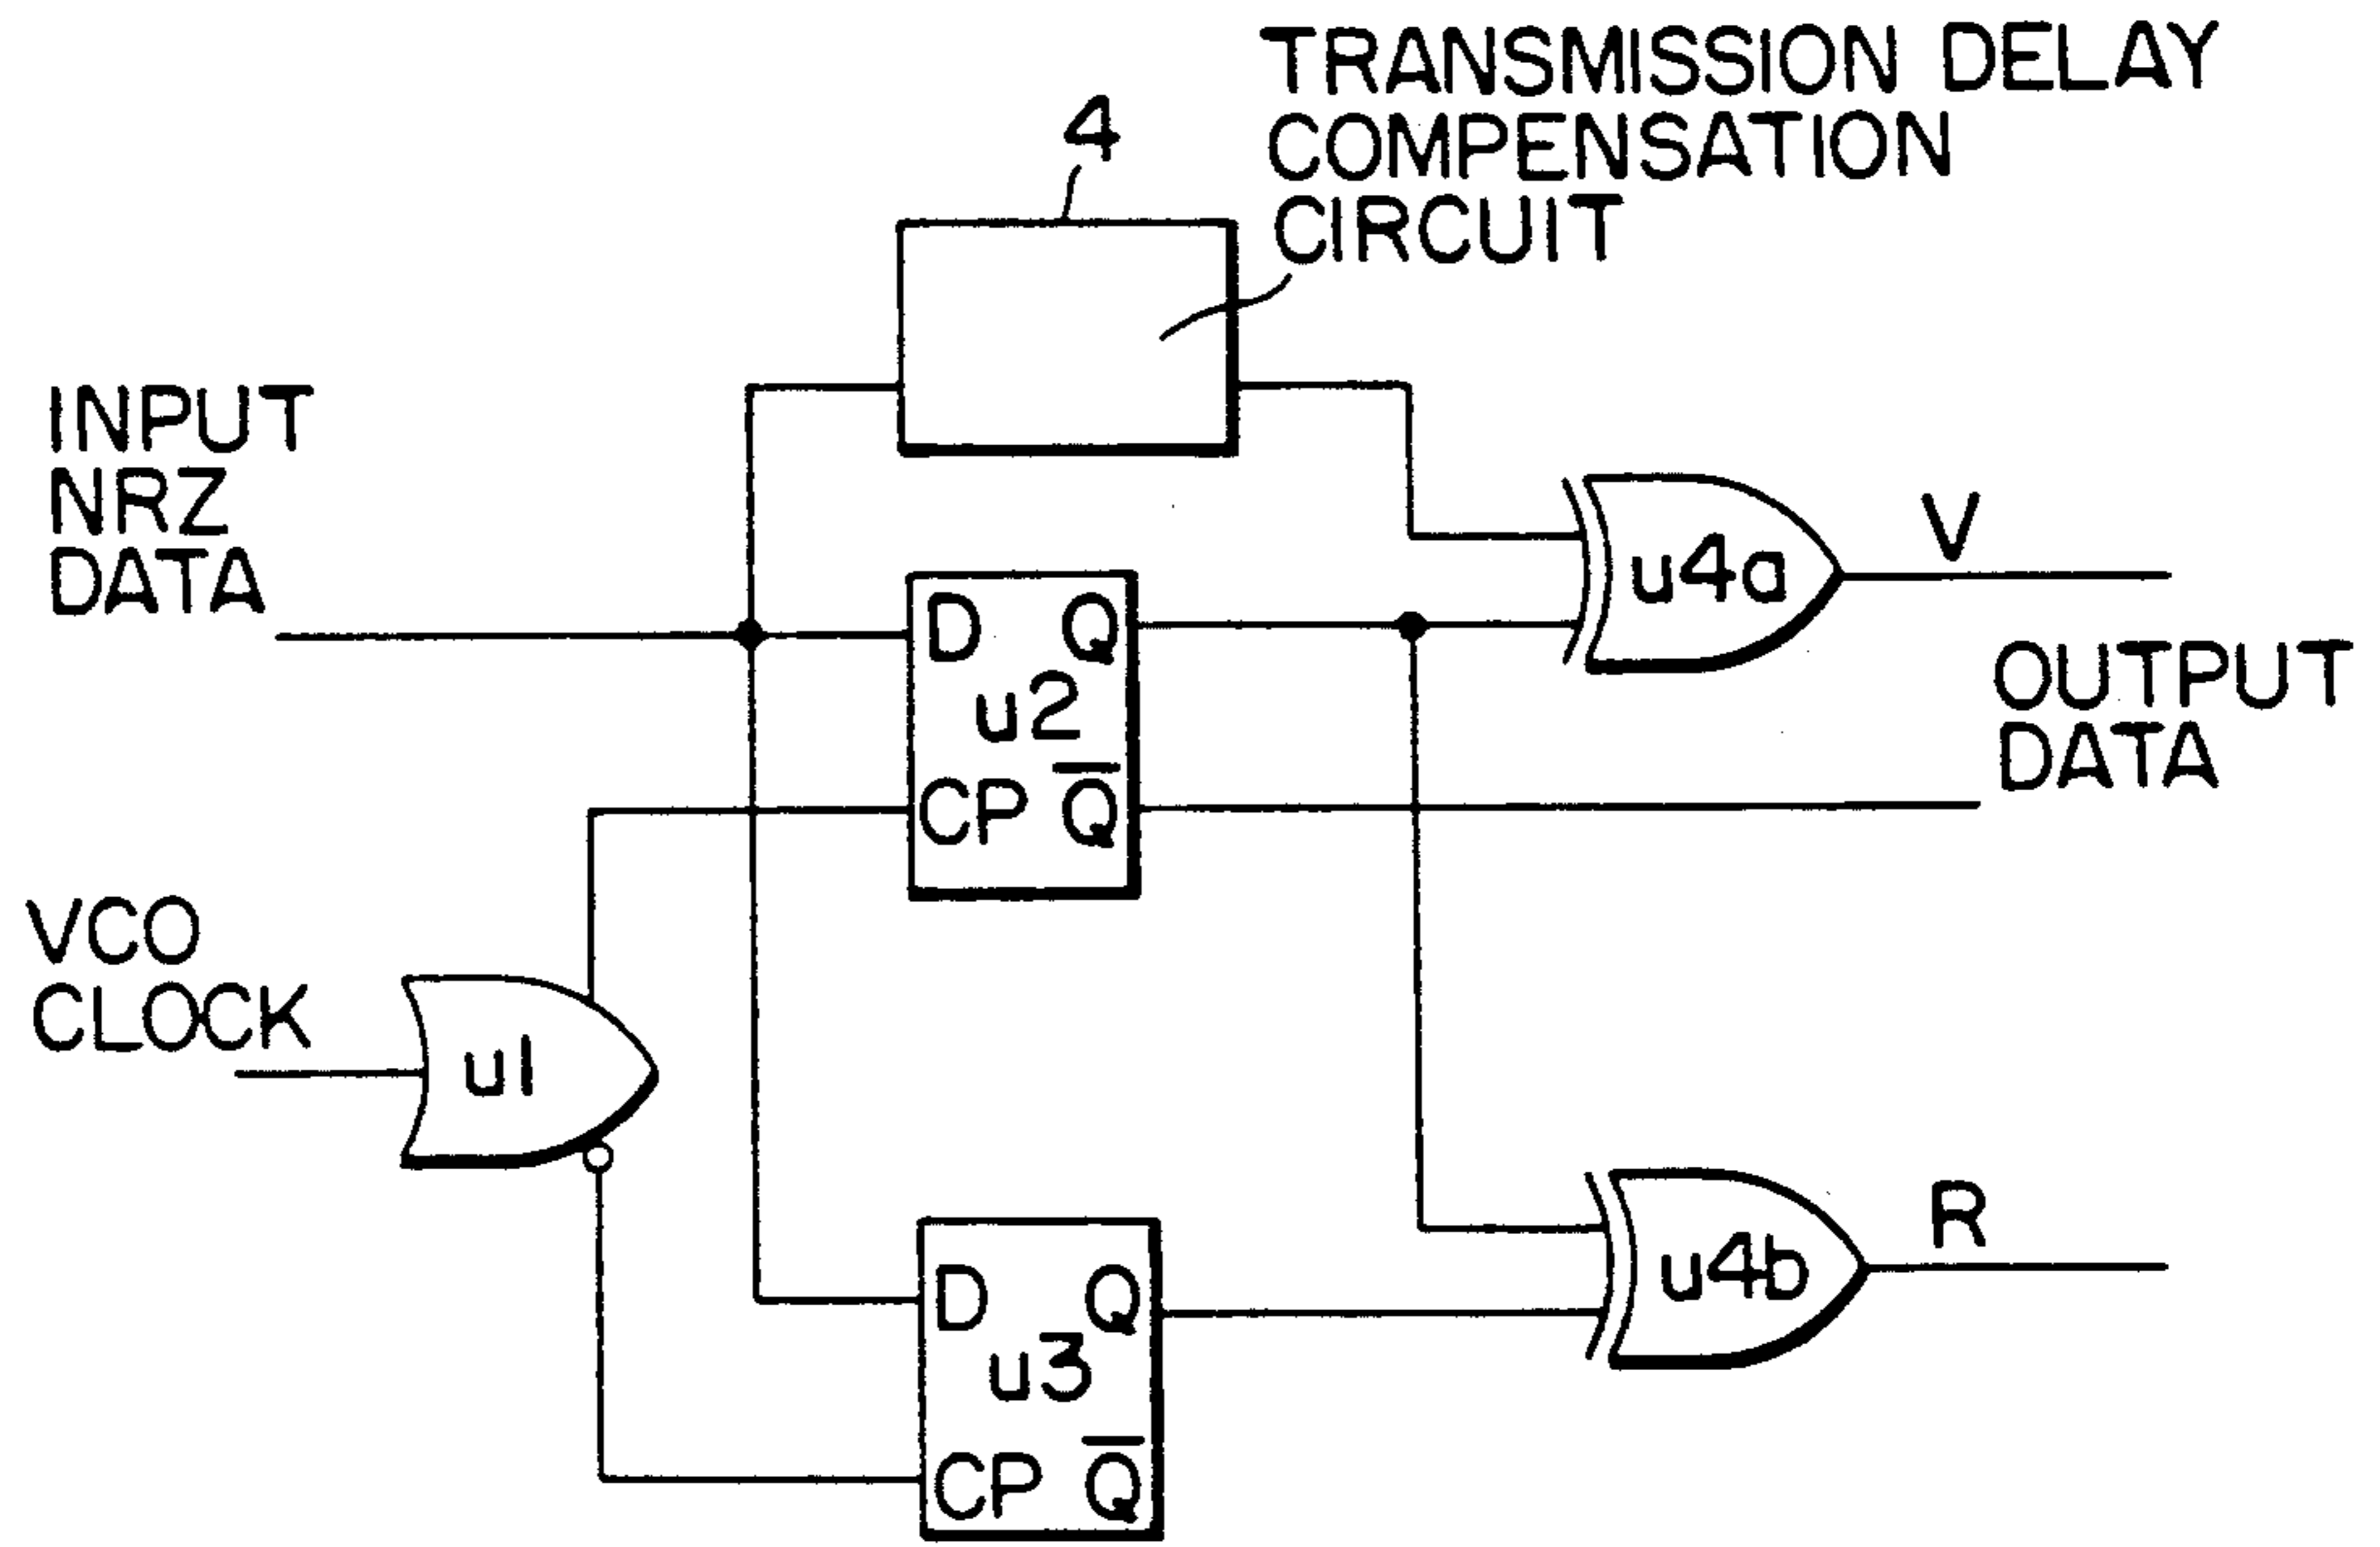 TRANSMISSION DELAY
COMPENSATION
CIRCUIT
4
INPUT
NRZ
DATA
D Q
u2
CP Q̅
u4a
V
OUTPUT
DATA
VCO
CLOCK
u1
D Q
u3
CP Q̅
u4b
R